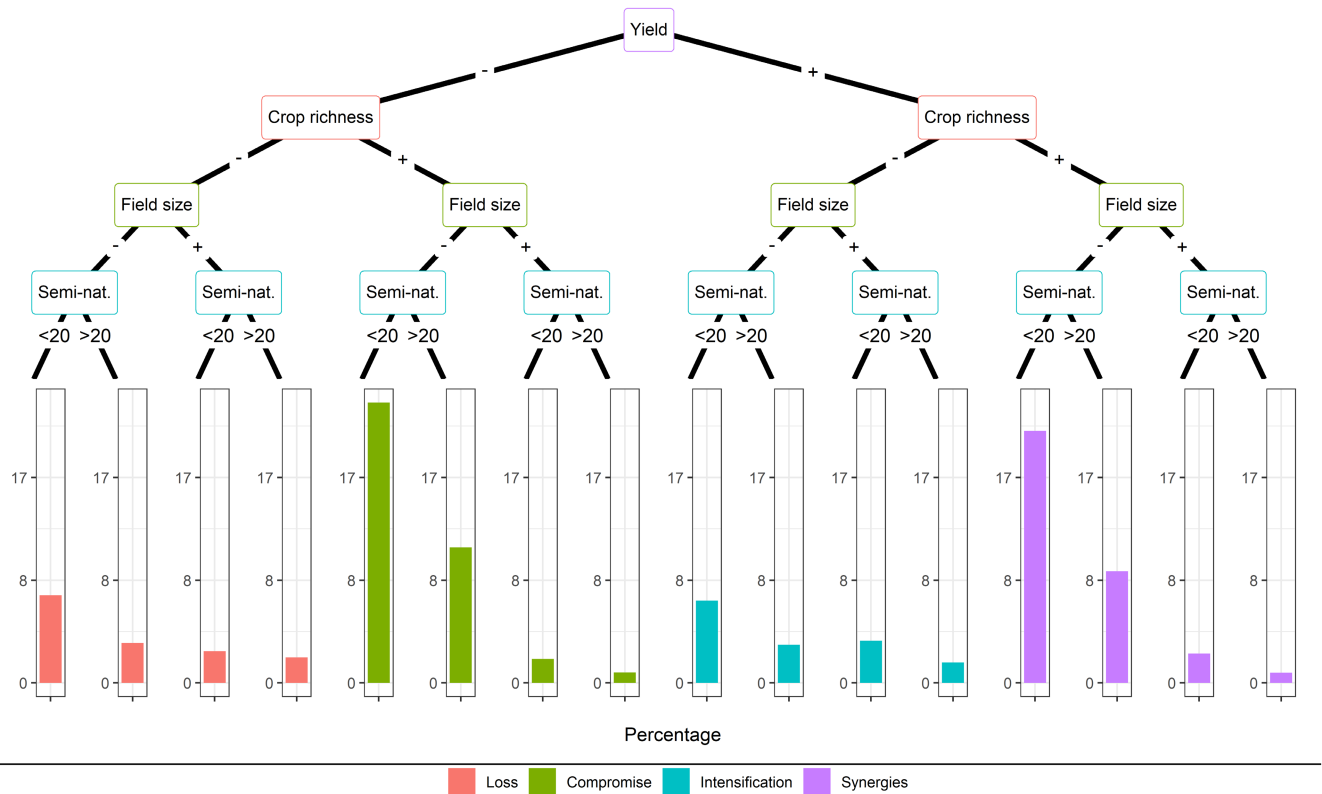 Yield
- +
Crop richness Crop richness
- + - +
Field size Field size Field size Field size
- + - + - + - +
Semi-nat. Semi-nat. Semi-nat. Semi-nat. Semi-nat. Semi-nat. Semi-nat. Semi-nat.
<20 >20 <20 >20 <20 >20 <20 >20 <20 >20 <20 >20 <20 >20 <20 >20
17 17 17 17 17 17 17 17 17 17 17 17 17 17 17 17
8 8 8 8 8 8 8 8 8 8 8 8 8 8 8 8
0 0 0 0 0 0 0 0 0 0 0 0 0 0 0 0
Percentage
Loss Compromise Intensification Synergies